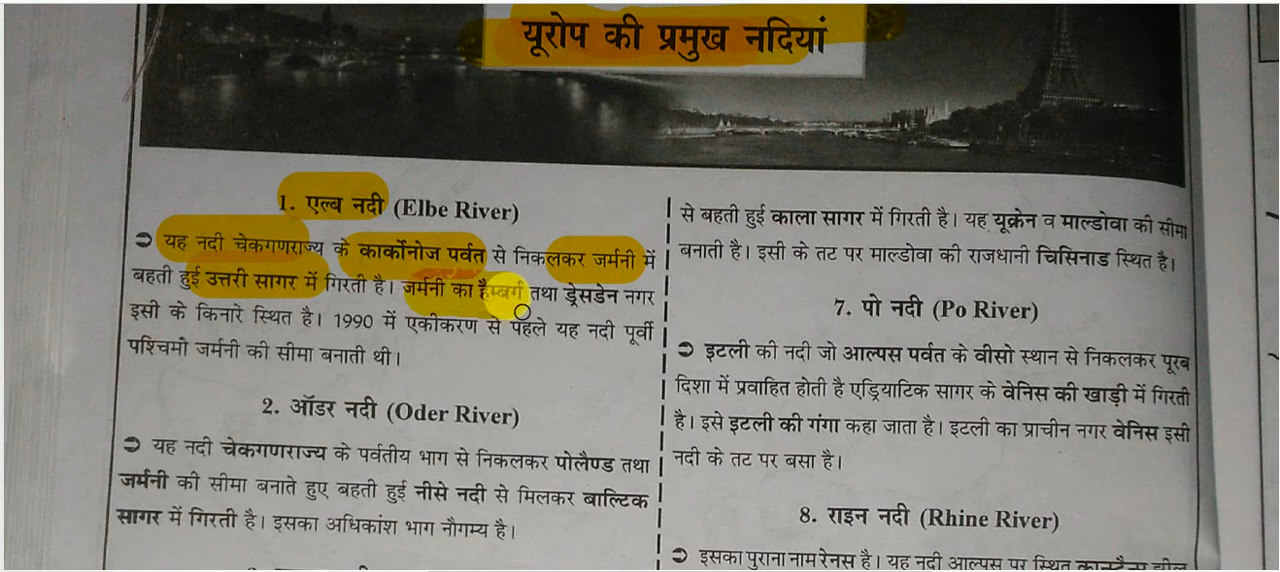 यूरोप की प्रमुख नदियां
1. एल्ब नदी (Elbe River)
➲ यह नदी चेकगणराज्य के कार्कोनोज पर्वत से निकलकर जर्मनी में
बहती हुई उत्तरी सागर में गिरती है। जर्मनी का हैम्बर्ग तथा ड्रेसडेन नगर
इसी के किनारे स्थित है। 1990 में एकीकरण से पहले यह नदी पूर्वी
पश्चिमो जर्मनी की सीमा बनाती थी।
2. ऑडर नदी (Oder River)
➲ यह नदी चेकगणराज्य के पर्वतीय भाग से निकलकर पोलैण्ड तथा
जर्मनी की सीमा बनाते हुए बहती हुई नीसे नदी से मिलकर बाल्टिक
सागर में गिरती है। इसका अधिकांश भाग नौगम्य है।
से बहती हुई काला सागर में गिरती है। यह यूक्रेन व माल्डोवा की सीमा
बनाती है। इसी के तट पर माल्डोवा की राजधानी चिसिनाड स्थित है।
7. पो नदी (Po River)
➲ इटली की नदी जो आल्पस पर्वत के वीसो स्थान से निकलकर पूरब
दिशा में प्रवाहित होती है एड्रियाटिक सागर के वेनिस की खाड़ी में गिरती
है। इसे इटली की गंगा कहा जाता है। इटली का प्राचीन नगर वेनिस इसी
नदी के तट पर बसा है।
8. राइन नदी (Rhine River)
➲ इसका पुराना नाम रेनस है। यह नदी आल्पस पर स्थित